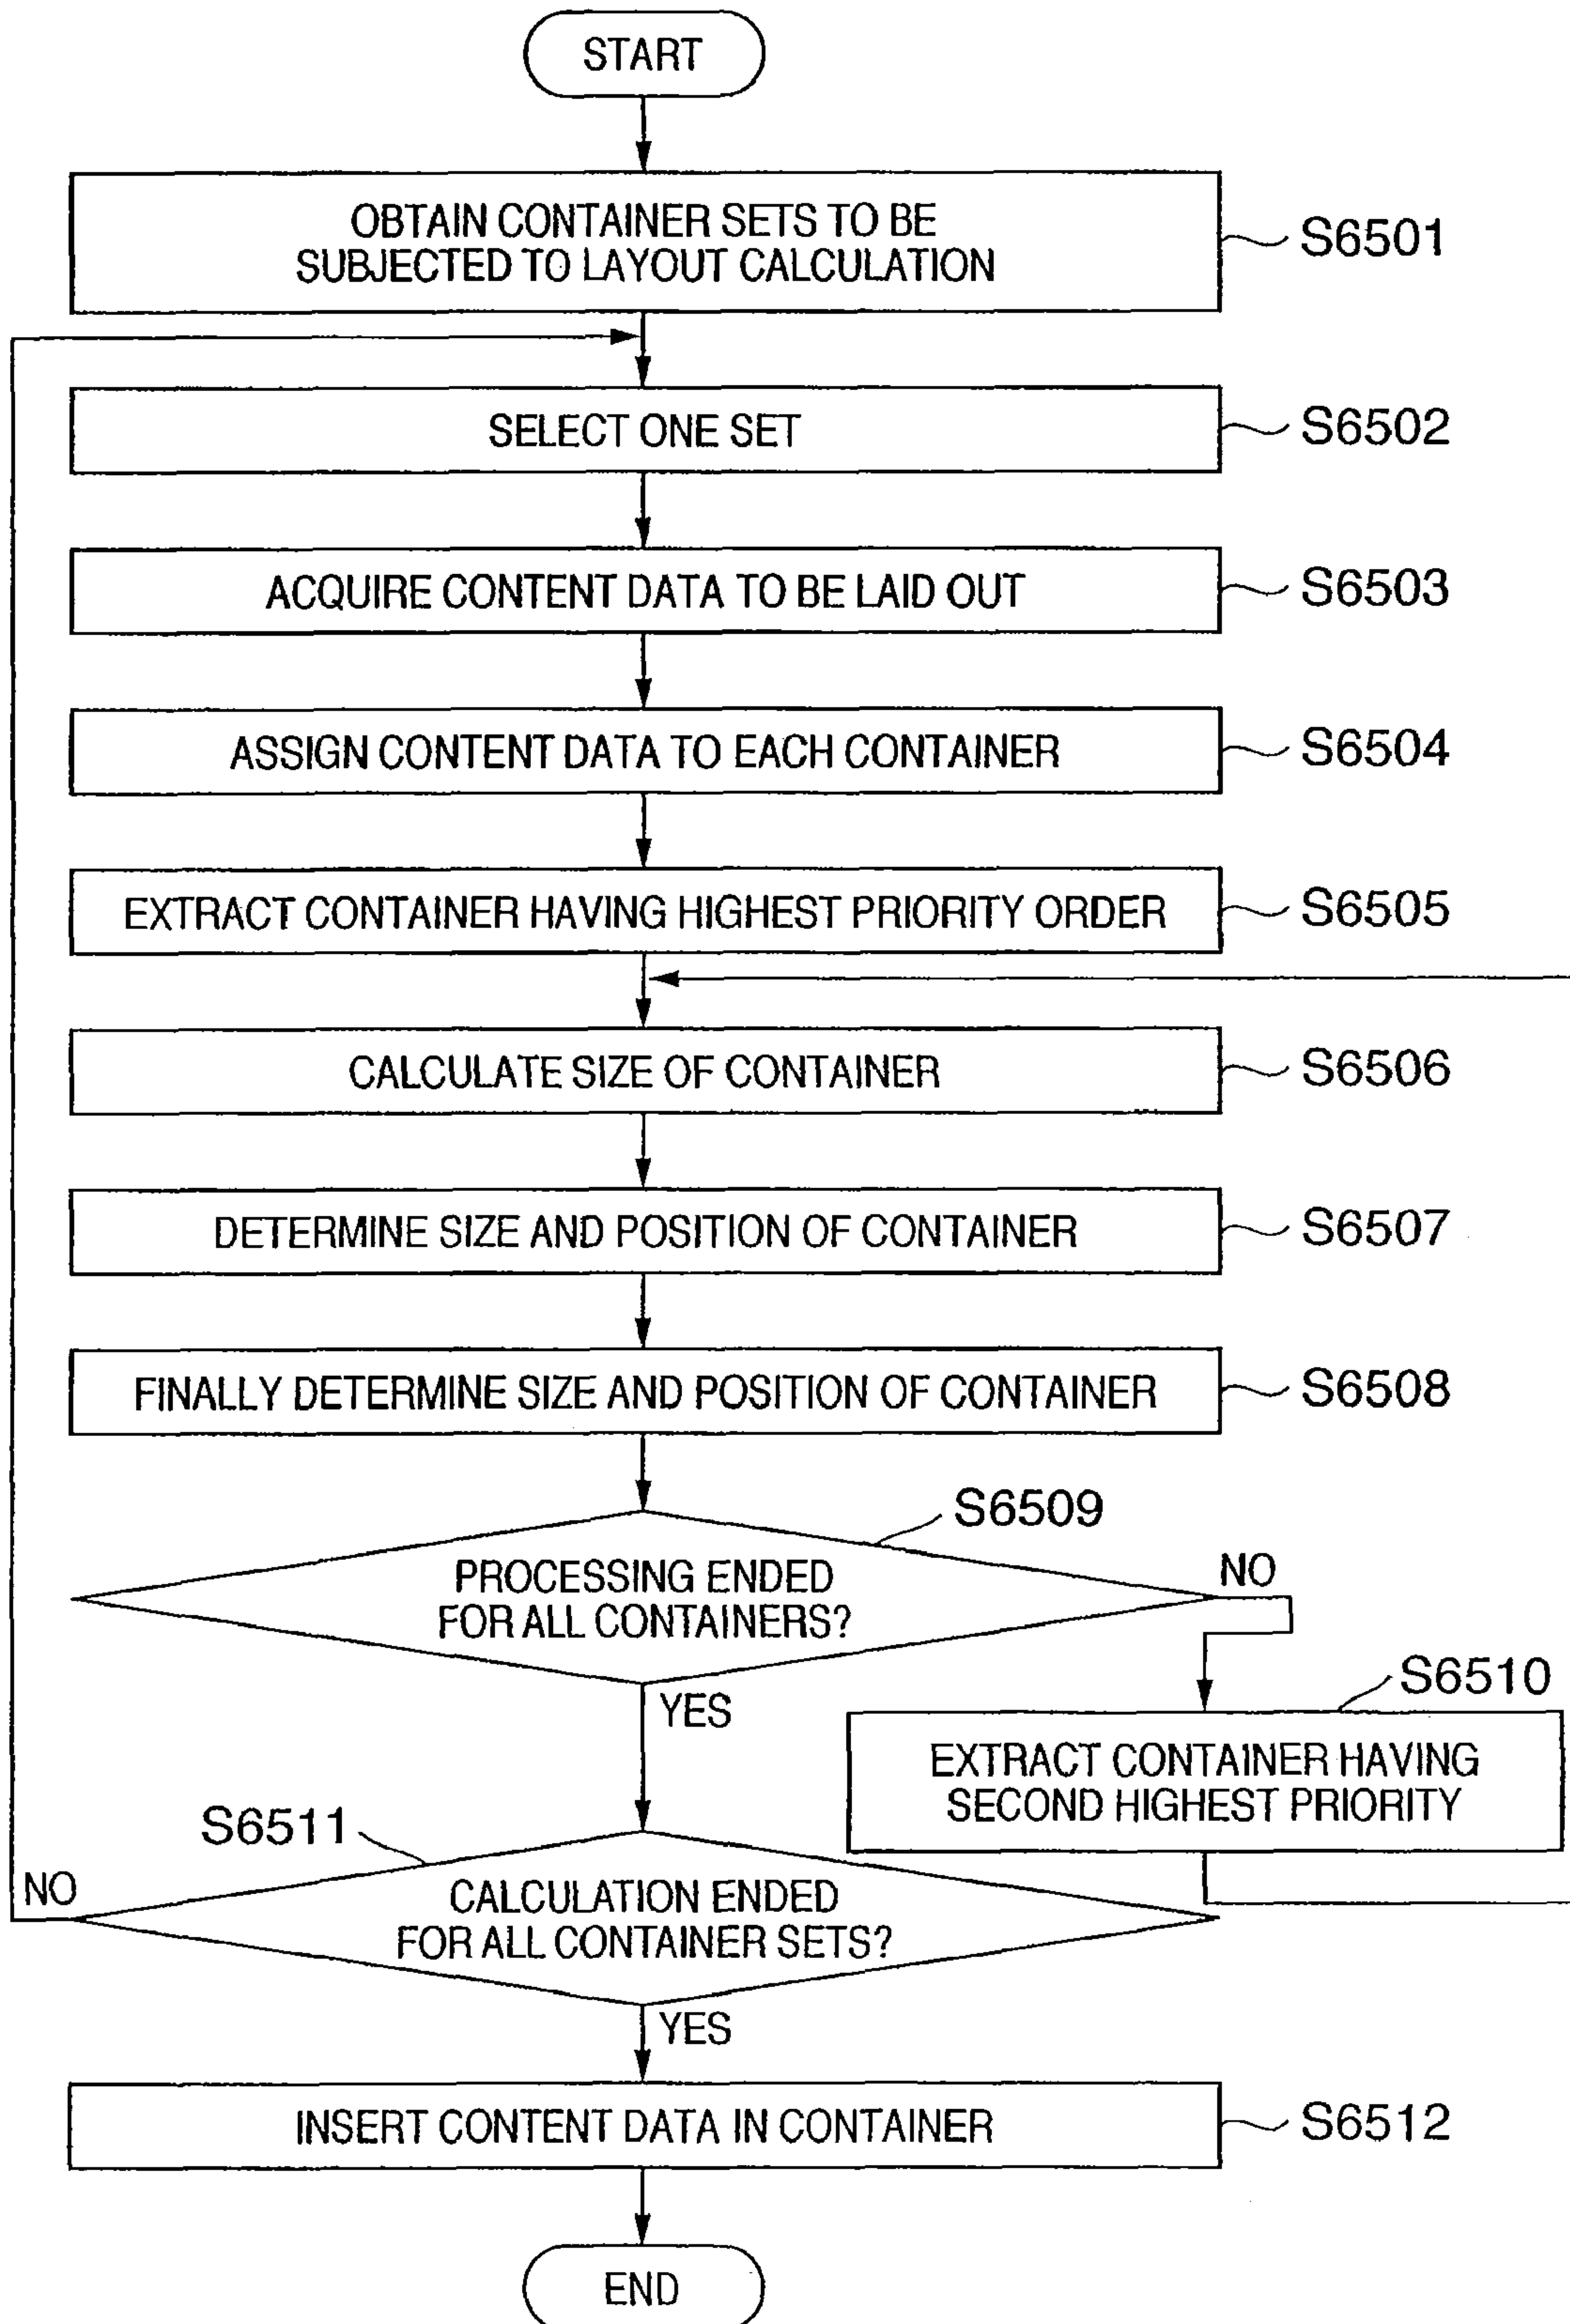 START
OBTAIN CONTAINER SETS TO BE
SUBJECTED TO LAYOUT CALCULATION
S6501
SELECT ONE SET
S6502
ACQUIRE CONTENT DATA TO BE LAID OUT
S6503
ASSIGN CONTENT DATA TO EACH CONTAINER
S6504
EXTRACT CONTAINER HAVING HIGHEST PRIORITY ORDER
S6505
CALCULATE SIZE OF CONTAINER
S6506
DETERMINE SIZE AND POSITION OF CONTAINER
S6507
FINALLY DETERMINE SIZE AND POSITION OF CONTAINER
S6508
S6509
PROCESSING ENDED
FOR ALL CONTAINERS?
NO
YES
S6510
EXTRACT CONTAINER HAVING
SECOND HIGHEST PRIORITY
S6511
NO
CALCULATION ENDED
FOR ALL CONTAINER SETS?
YES
INSERT CONTENT DATA IN CONTAINER
S6512
END